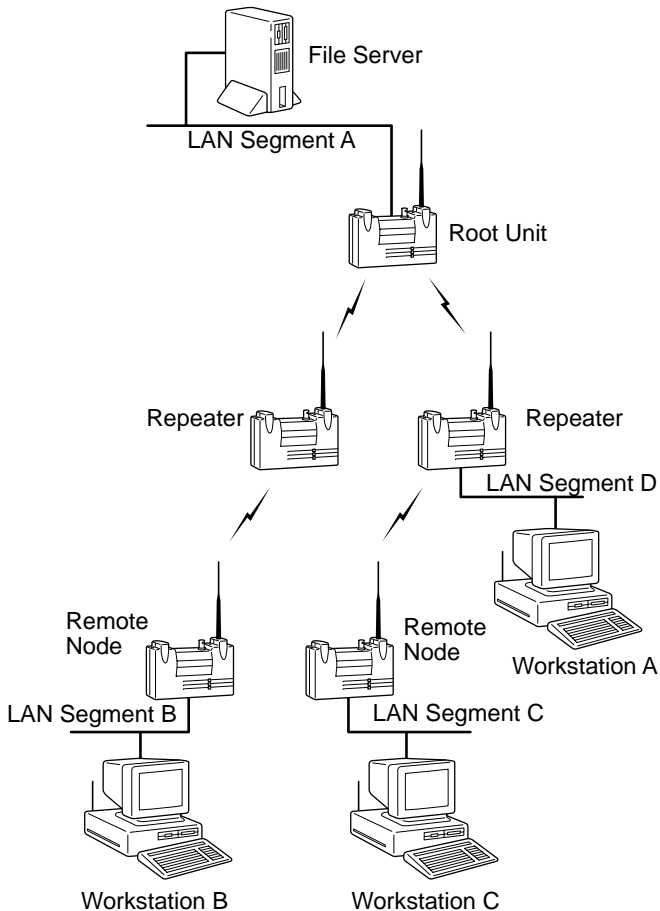 File Server
LAN Segment A
Root Unit
Repeater
Repeater
LAN Segment D
Remote
Node
Remote
Node
Workstation A
LAN Segment B
LAN Segment C
Workstation B
Workstation C